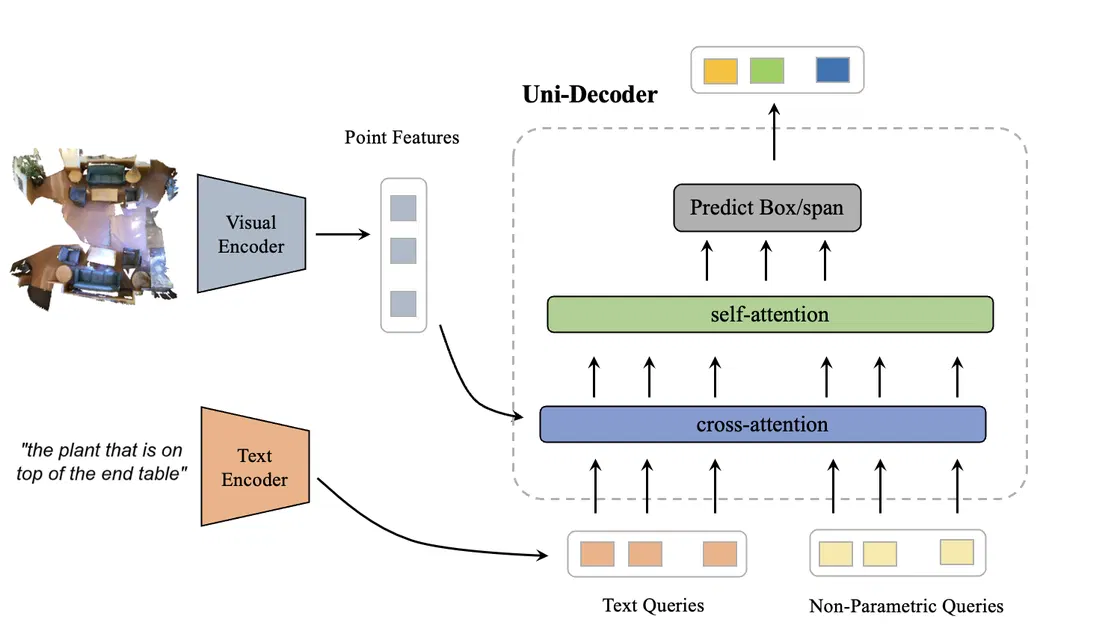 Uni-Decoder
Point Features
Predict Box/span
Visual
Encoder
self-attention
cross-attention
"the plant that is on
top of the end table"
Text
Encoder
Text Queries
Non-Parametric Queries